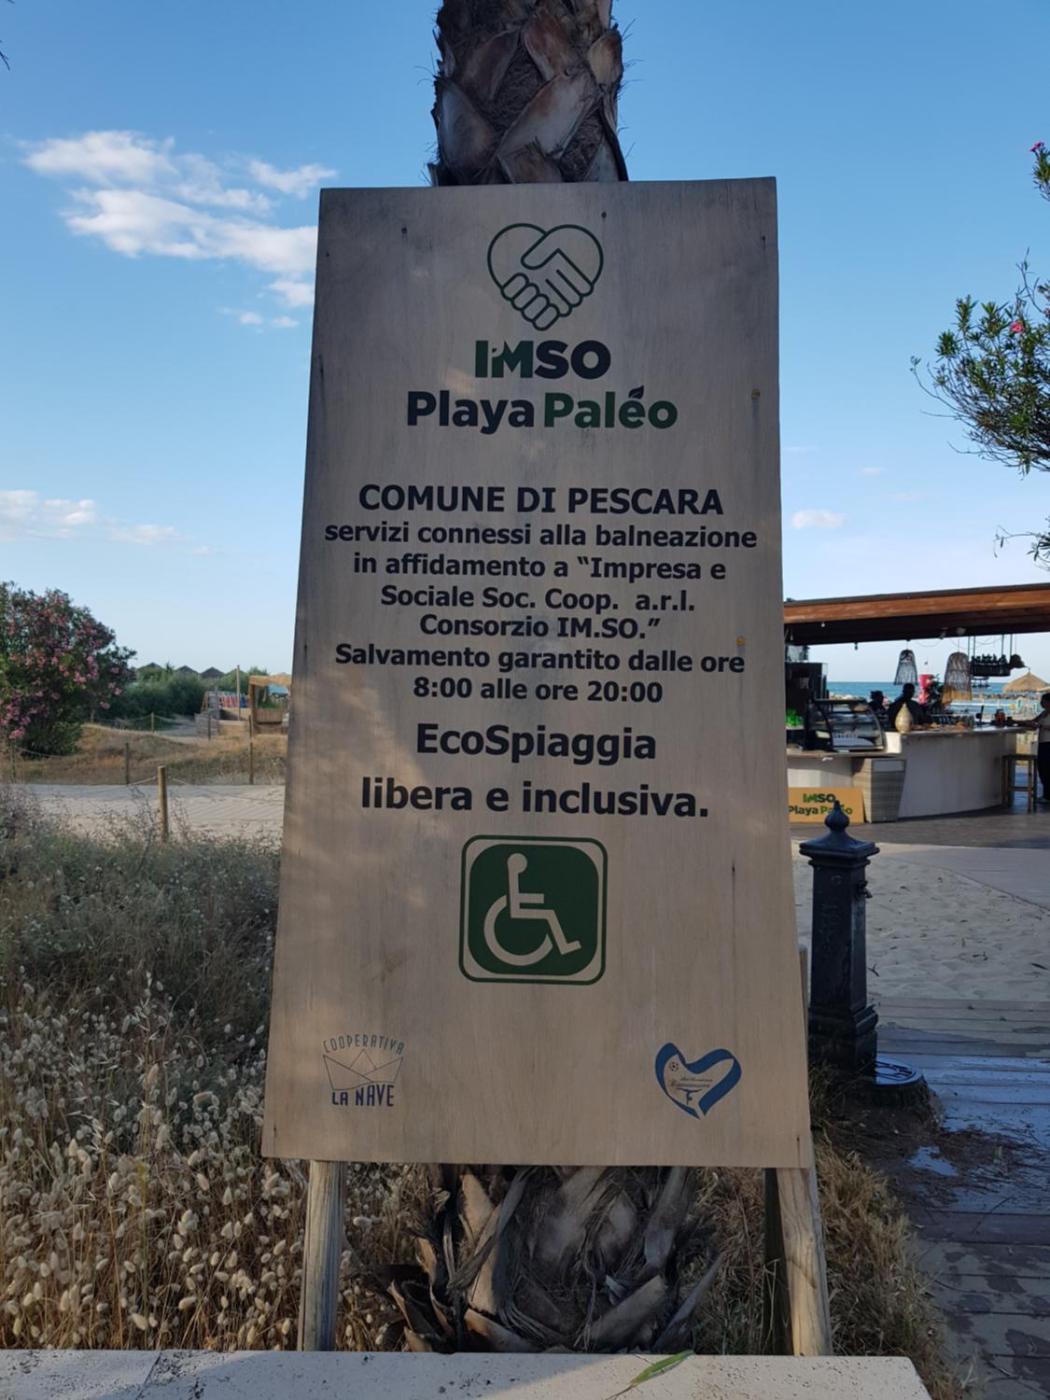 IMSO
Playa Paléo
COMUNE DI PESCARA
servizi connessi alla balneazione
in affidamento a “Impresa e
Sociale Soc. Coop. a.r.l.
Consorzio IM.SO.”
Salvamento garantito dalle ore
8:00 alle ore 20:00
EcoSpiaggia
libera e inclusiva.
COOPERATIVA
LA NAVE
IMSO
Playa Paléo